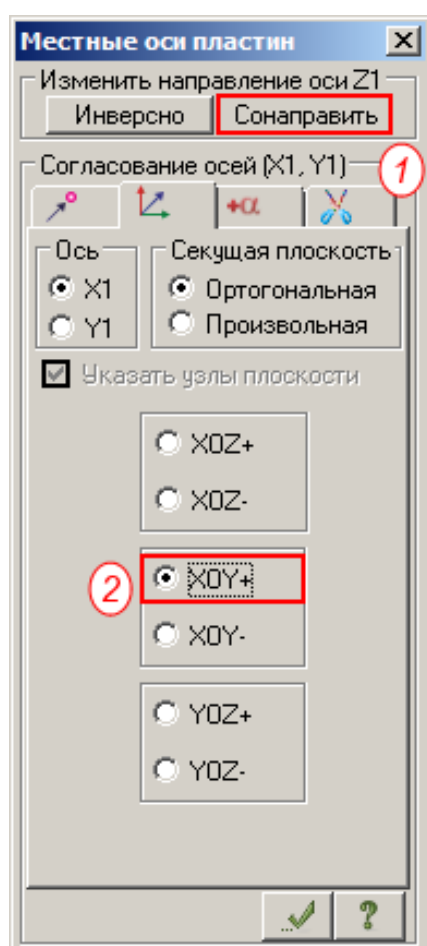 Местные оси пластин
Изменить направление оси Z1
Инверсно Сонаправить
Согласование осей (X1, Y1)
1
+α
Ось Секущая плоскость
X1 Ортогональная
Y1 Произвольная
Указать узлы плоскости
X0Z+
X0Z-
2 X0Y+
X0Y-
Y0Z+
Y0Z-
?